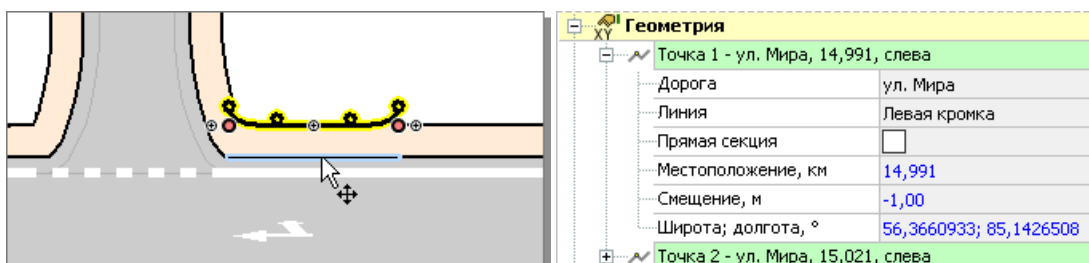 XY Геометрия
Точка 1 - ул. Мира, 14,991, слева
Дорога ул. Мира
Линия Левая кромка
Прямая секция
Местоположение, км 14,991
Смещение, м -1,00
Широта; долгота, ° 56,3660933; 85,1426508
Точка 2 - ул. Мира, 15,021, слева